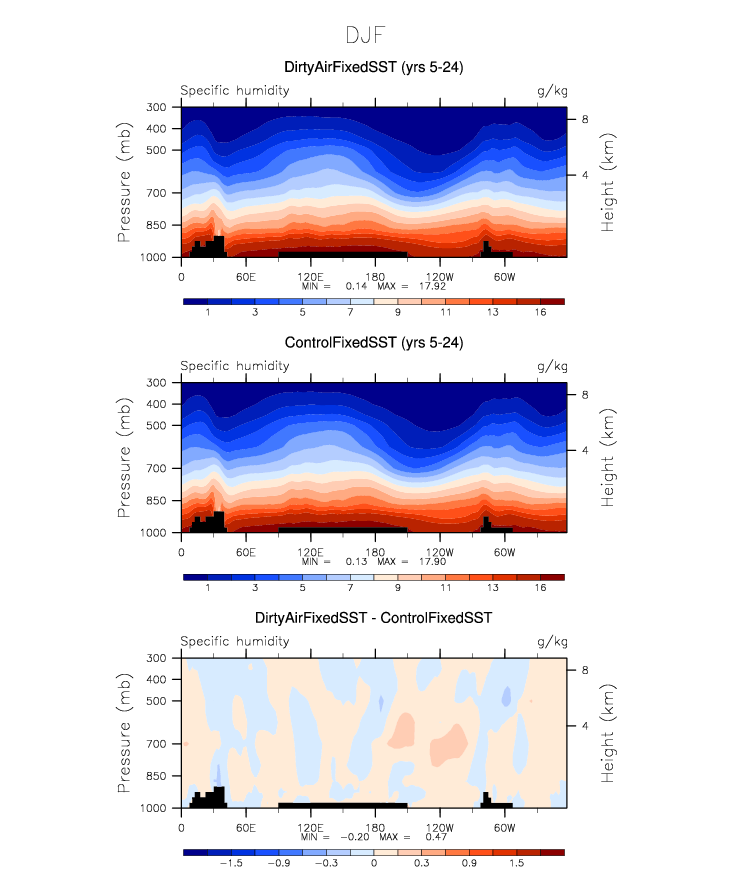 DJF
DirtyAirFixedSST (yrs 5-24)
Specific humidity g/kg
300
400
500
700
850
1000
Pressure (mb)
8
4
Height (km)
0 60E 120E 180 120W 60W
MIN = 0.14 MAX = 17.92
1 3 5 7 9 11 13 16
ControlFixedSST (yrs 5-24)
Specific humidity g/kg
300
400
500
700
850
1000
Pressure (mb)
8
4
Height (km)
0 60E 120E 180 120W 60W
MIN = 0.13 MAX = 17.90
1 3 5 7 9 11 13 16
DirtyAirFixedSST - ControlFixedSST
Specific humidity g/kg
300
400
500
700
850
1000
Pressure (mb)
8
4
Height (km)
0 60E 120E 180 120W 60W
MIN = -0.20 MAX = 0.47
-1.5 -0.9 -0.3 0 0.3 0.9 1.5